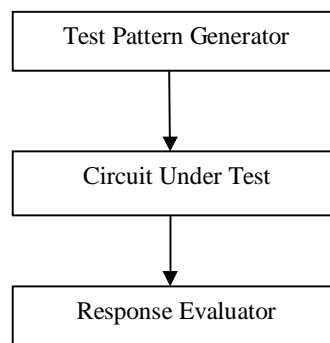 Test Pattern Generator
Circuit Under Test
Response Evaluator